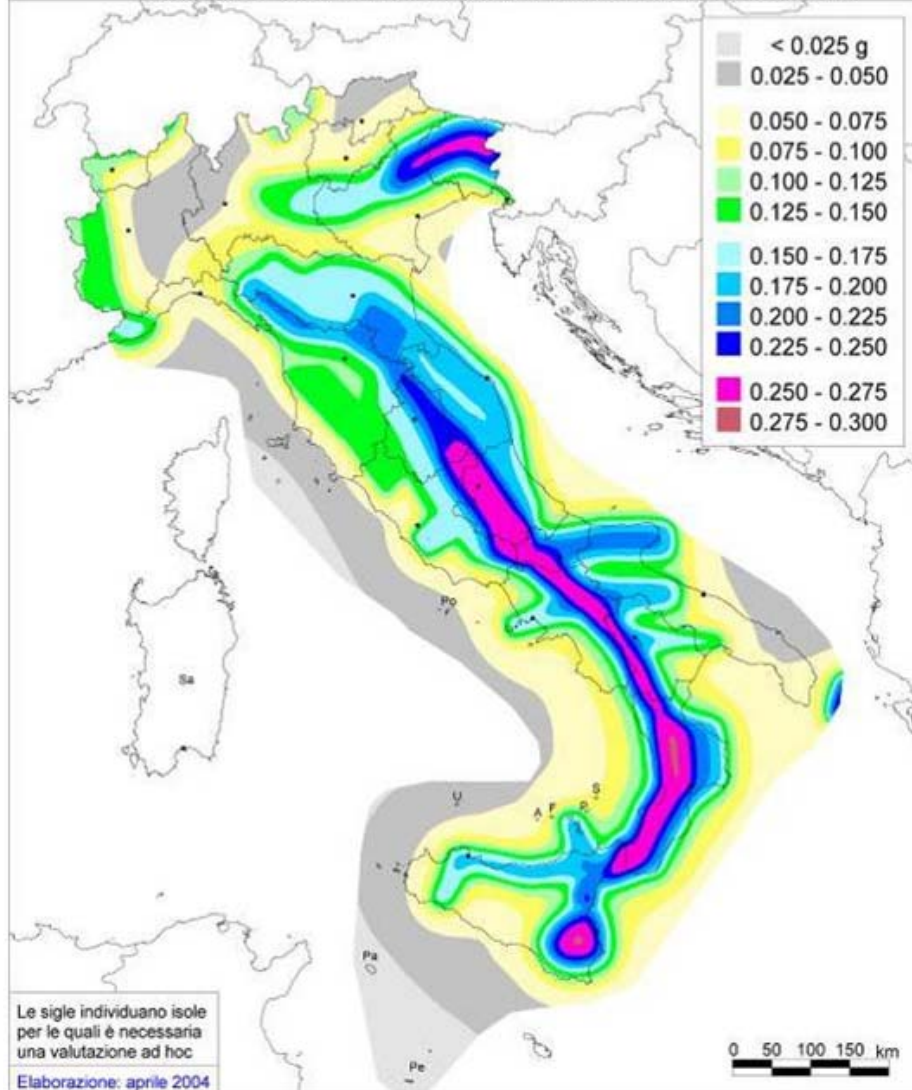 < 0.025 g
0.025 - 0.050
0.050 - 0.075
0.075 - 0.100
0.100 - 0.125
0.125 - 0.150
0.150 - 0.175
0.175 - 0.200
0.200 - 0.225
0.225 - 0.250
0.250 - 0.275
0.275 - 0.300
Po
Sa
S
U
A F P
Pa
Pe
Le sigle individuano isole
per le quali è necessaria
una valutazione ad hoc
Elaborazione: aprile 2004
0 50 100 150 km